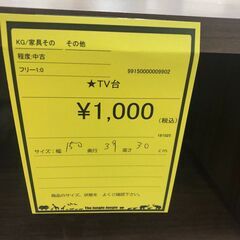 KG/家具その その他
程度:中古
フリー1:0 99150000009902
★TV台
¥1,000
(税込)
181025
サイズ:幅 150 奥行 39 高さ 30 cm
商品のサイズ、状態を よくご確認下さい。
The Jungle Jungle